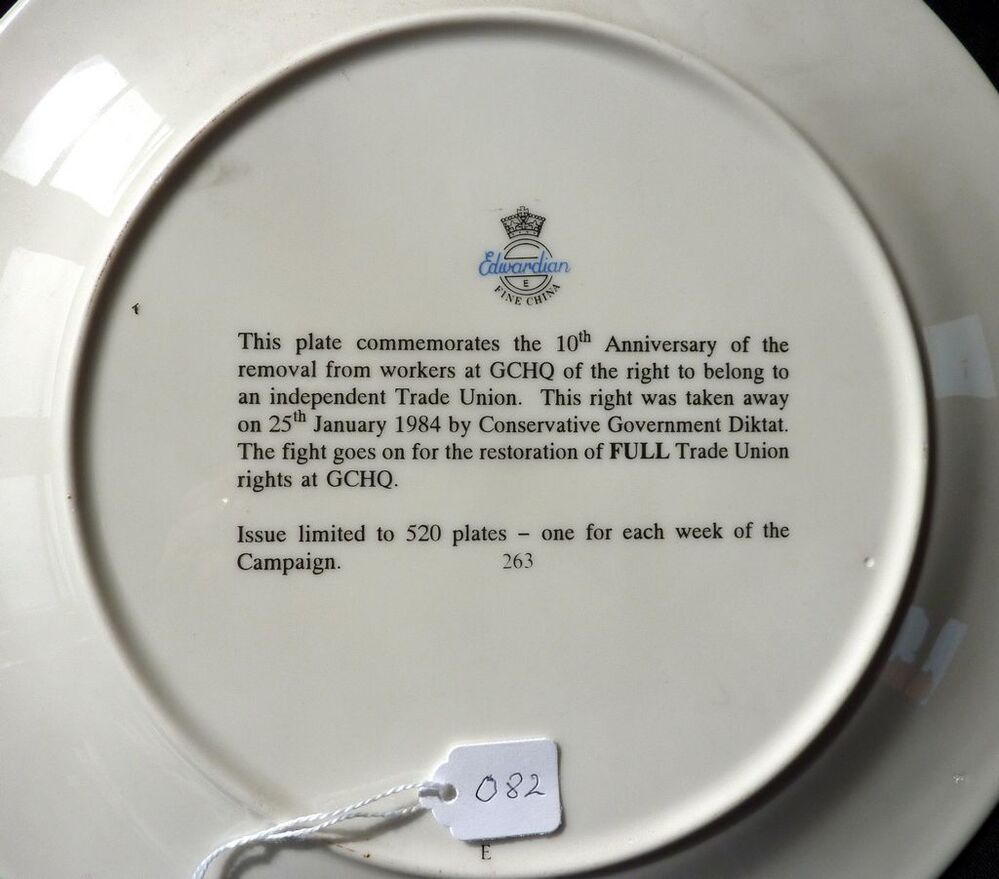 Edwardian
E
FINE CHINA
This plate commemorates the 10th Anniversary of the
removal from workers at GCHQ of the right to belong to
an independent Trade Union. This right was taken away
on 25th January 1984 by Conservative Government Diktat.
The fight goes on for the restoration of FULL Trade Union
rights at GCHQ.
Issue limited to 520 plates – one for each week of the
Campaign. 263
082
E